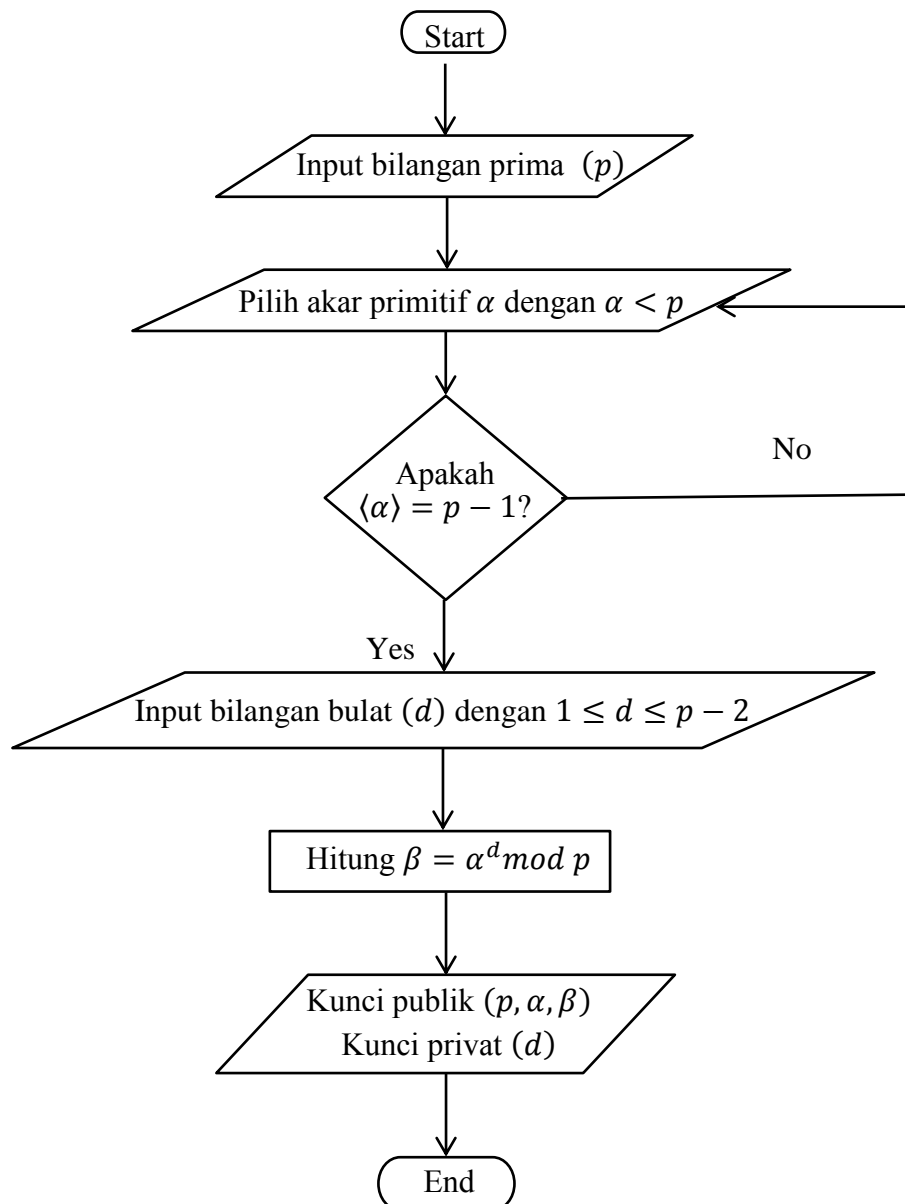 Start
Input bilangan prima (𝑝)
Pilih akar primitif 𝛼 dengan 𝛼 < 𝑝
Apakah
⟨𝛼⟩ = 𝑝 − 1?
No
Yes
Input bilangan bulat (𝑑) dengan 1 ≤ 𝑑 ≤ 𝑝 − 2
Hitung 𝛽 = 𝛼^𝑑 𝑚𝑜𝑑 𝑝
Kunci publik (𝑝, 𝛼, 𝛽)
Kunci privat (𝑑)
End